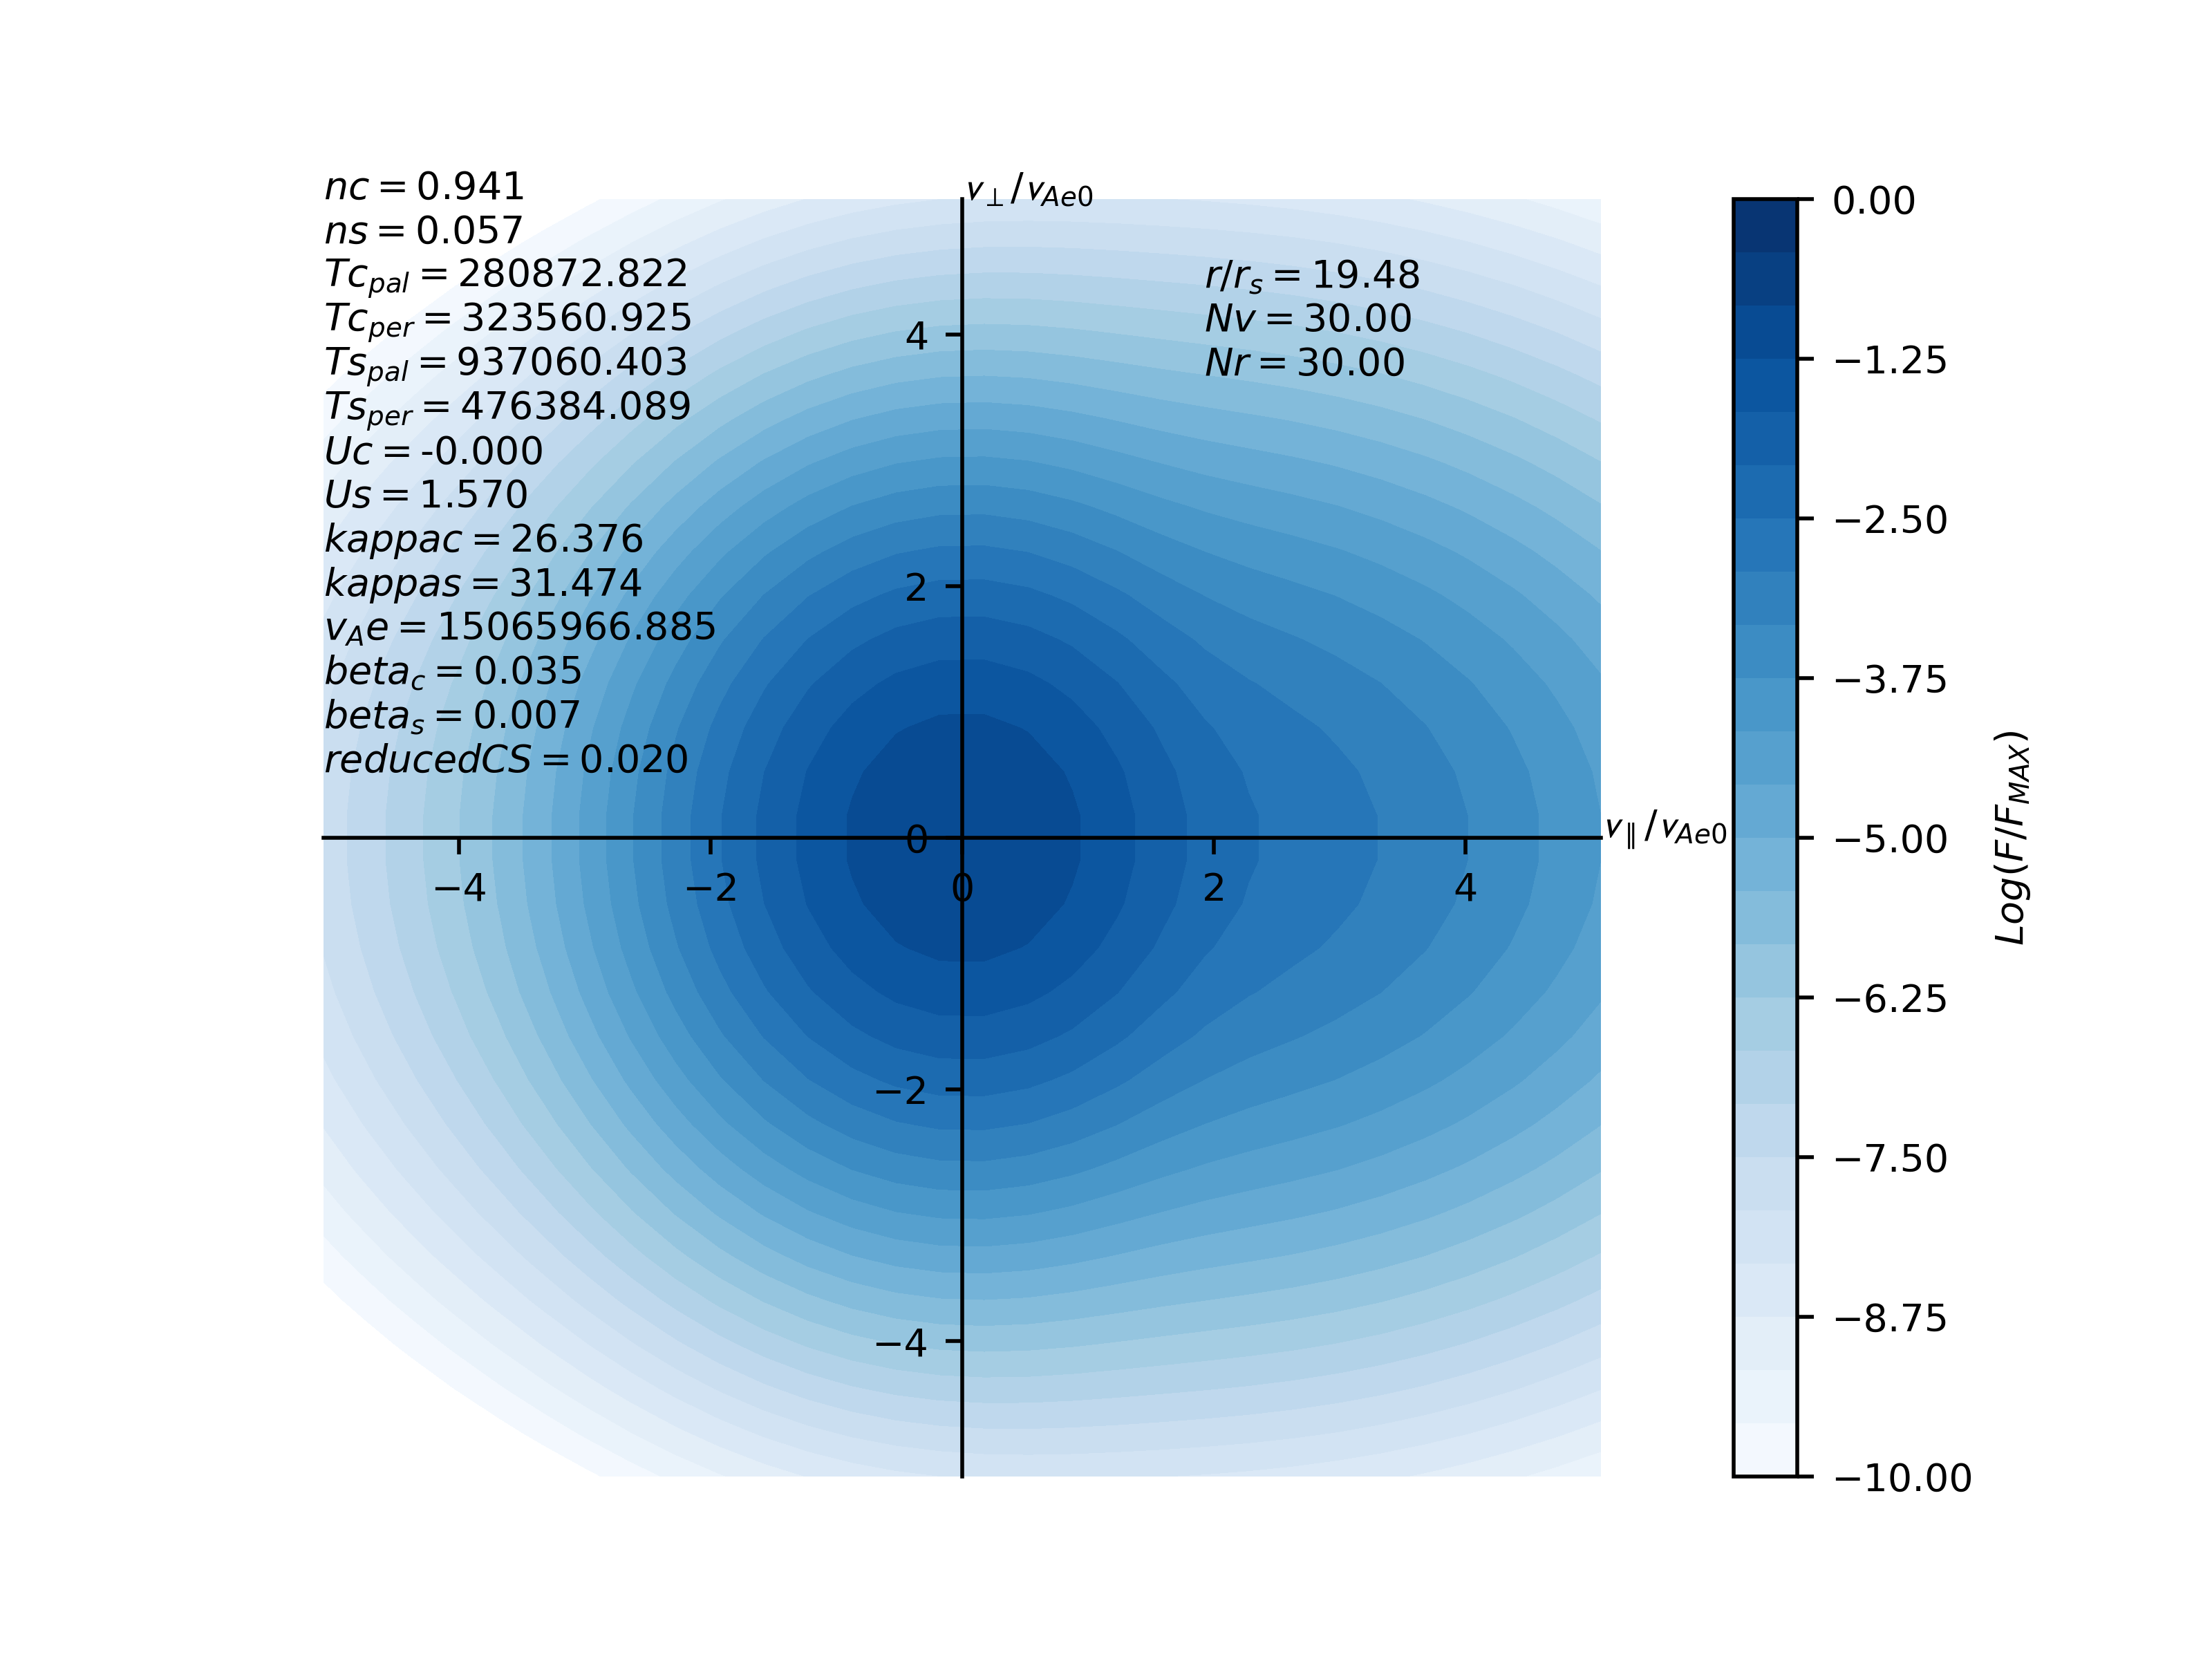 nc = 0.941
ns = 0.057
Tc_pal = 280872.822
Tc_per = 323560.925
Ts_pal = 937060.403
Ts_per = 476384.089
Uc = -0.000
Us = 1.570
kappac = 26.376
kappas = 31.474
v_Ae = 15065966.885
beta_c = 0.035
beta_s = 0.007
reducedCS = 0.020
v_⊥/v_Ae0
r/r_s = 19.48
Nv = 30.00
Nr = 30.00
4
2
0
−2
−4
−4
−2
0
2
4
v_∥/v_Ae0
0.00
−1.25
−2.50
−3.75
−5.00
−6.25
−7.50
−8.75
−10.00
Log(F/F_MAX)